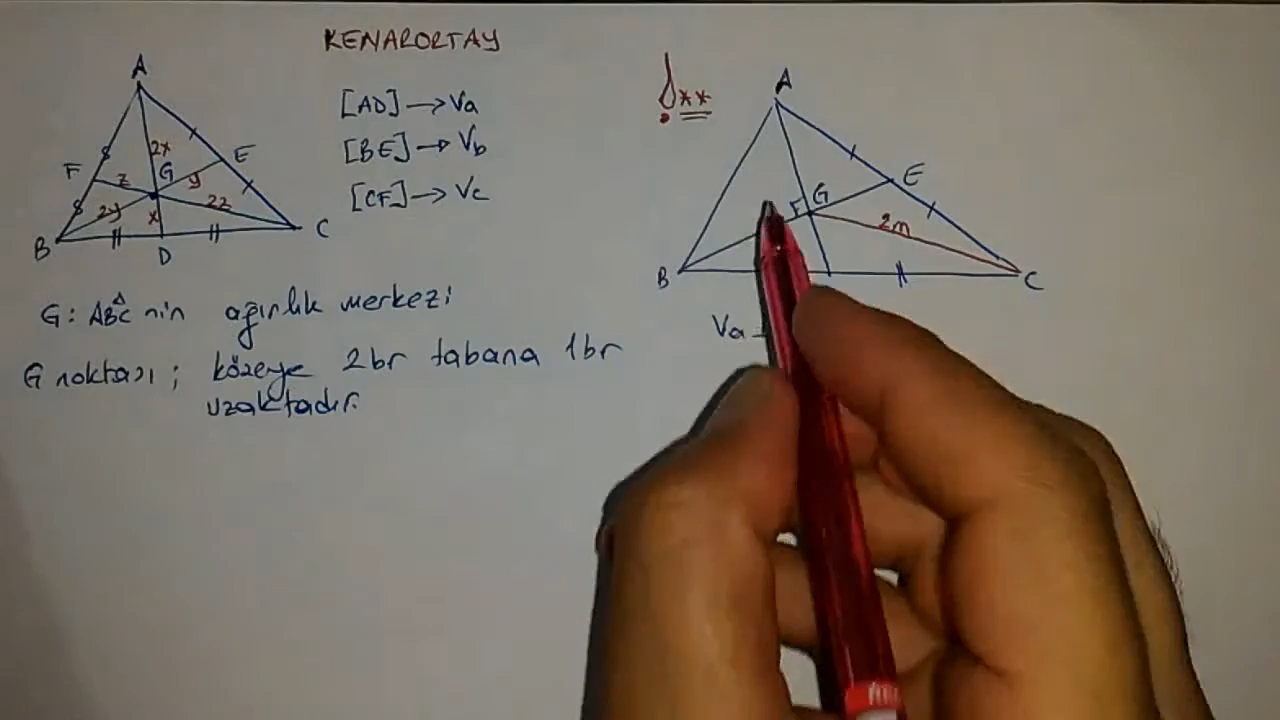 KENARORTAY
A
F
E
G
2x
z
y
2y
x
2z
B
D
C
[AD] → Va
[BE] → Vb
[CF] → Vc
G: ABC nin ağırlık merkezi
G noktası; köşeye 2br tabana 1br
uzaktadır.
! **
A
E
F G
2m
B
C
Va